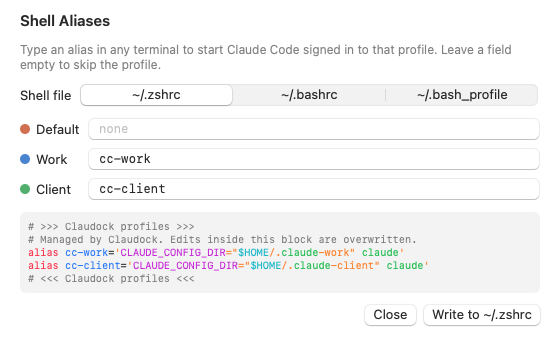 Shell Aliases
Type an alias in any terminal to start Claude Code signed in to that profile. Leave a field
empty to skip the profile.
Shell file ~/.zshrc ~/.bashrc ~/.bash_profile
Default none
Work cc-work
Client cc-client
# >>> Claudock profiles >>>
# Managed by Claudock. Edits inside this block are overwritten.
alias cc-work='CLAUDE_CONFIG_DIR="$HOME/.claude-work" claude'
alias cc-client='CLAUDE_CONFIG_DIR="$HOME/.claude-client" claude'
# <<< Claudock profiles <<<
Close Write to ~/.zshrc